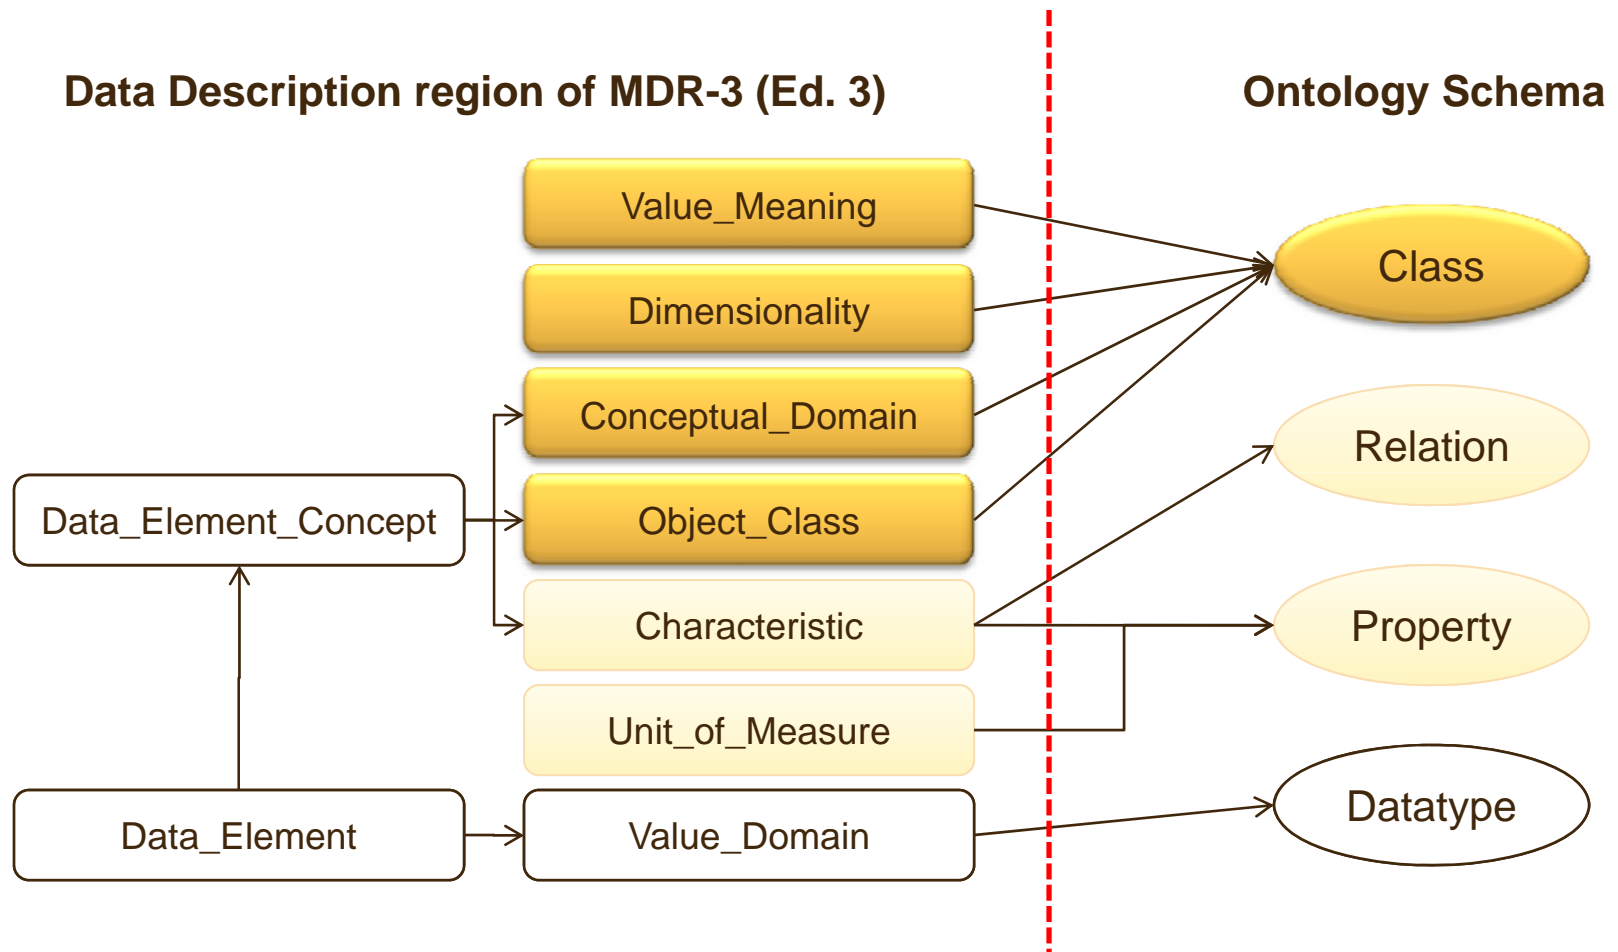 Data Description region of MDR-3 (Ed. 3)
Ontology Schema
Value_Meaning
Class
Dimensionality
Conceptual_Domain
Relation
Data_Element_Concept
Object_Class
Characteristic
Property
Unit_of_Measure
Datatype
Data_Element
Value_Domain